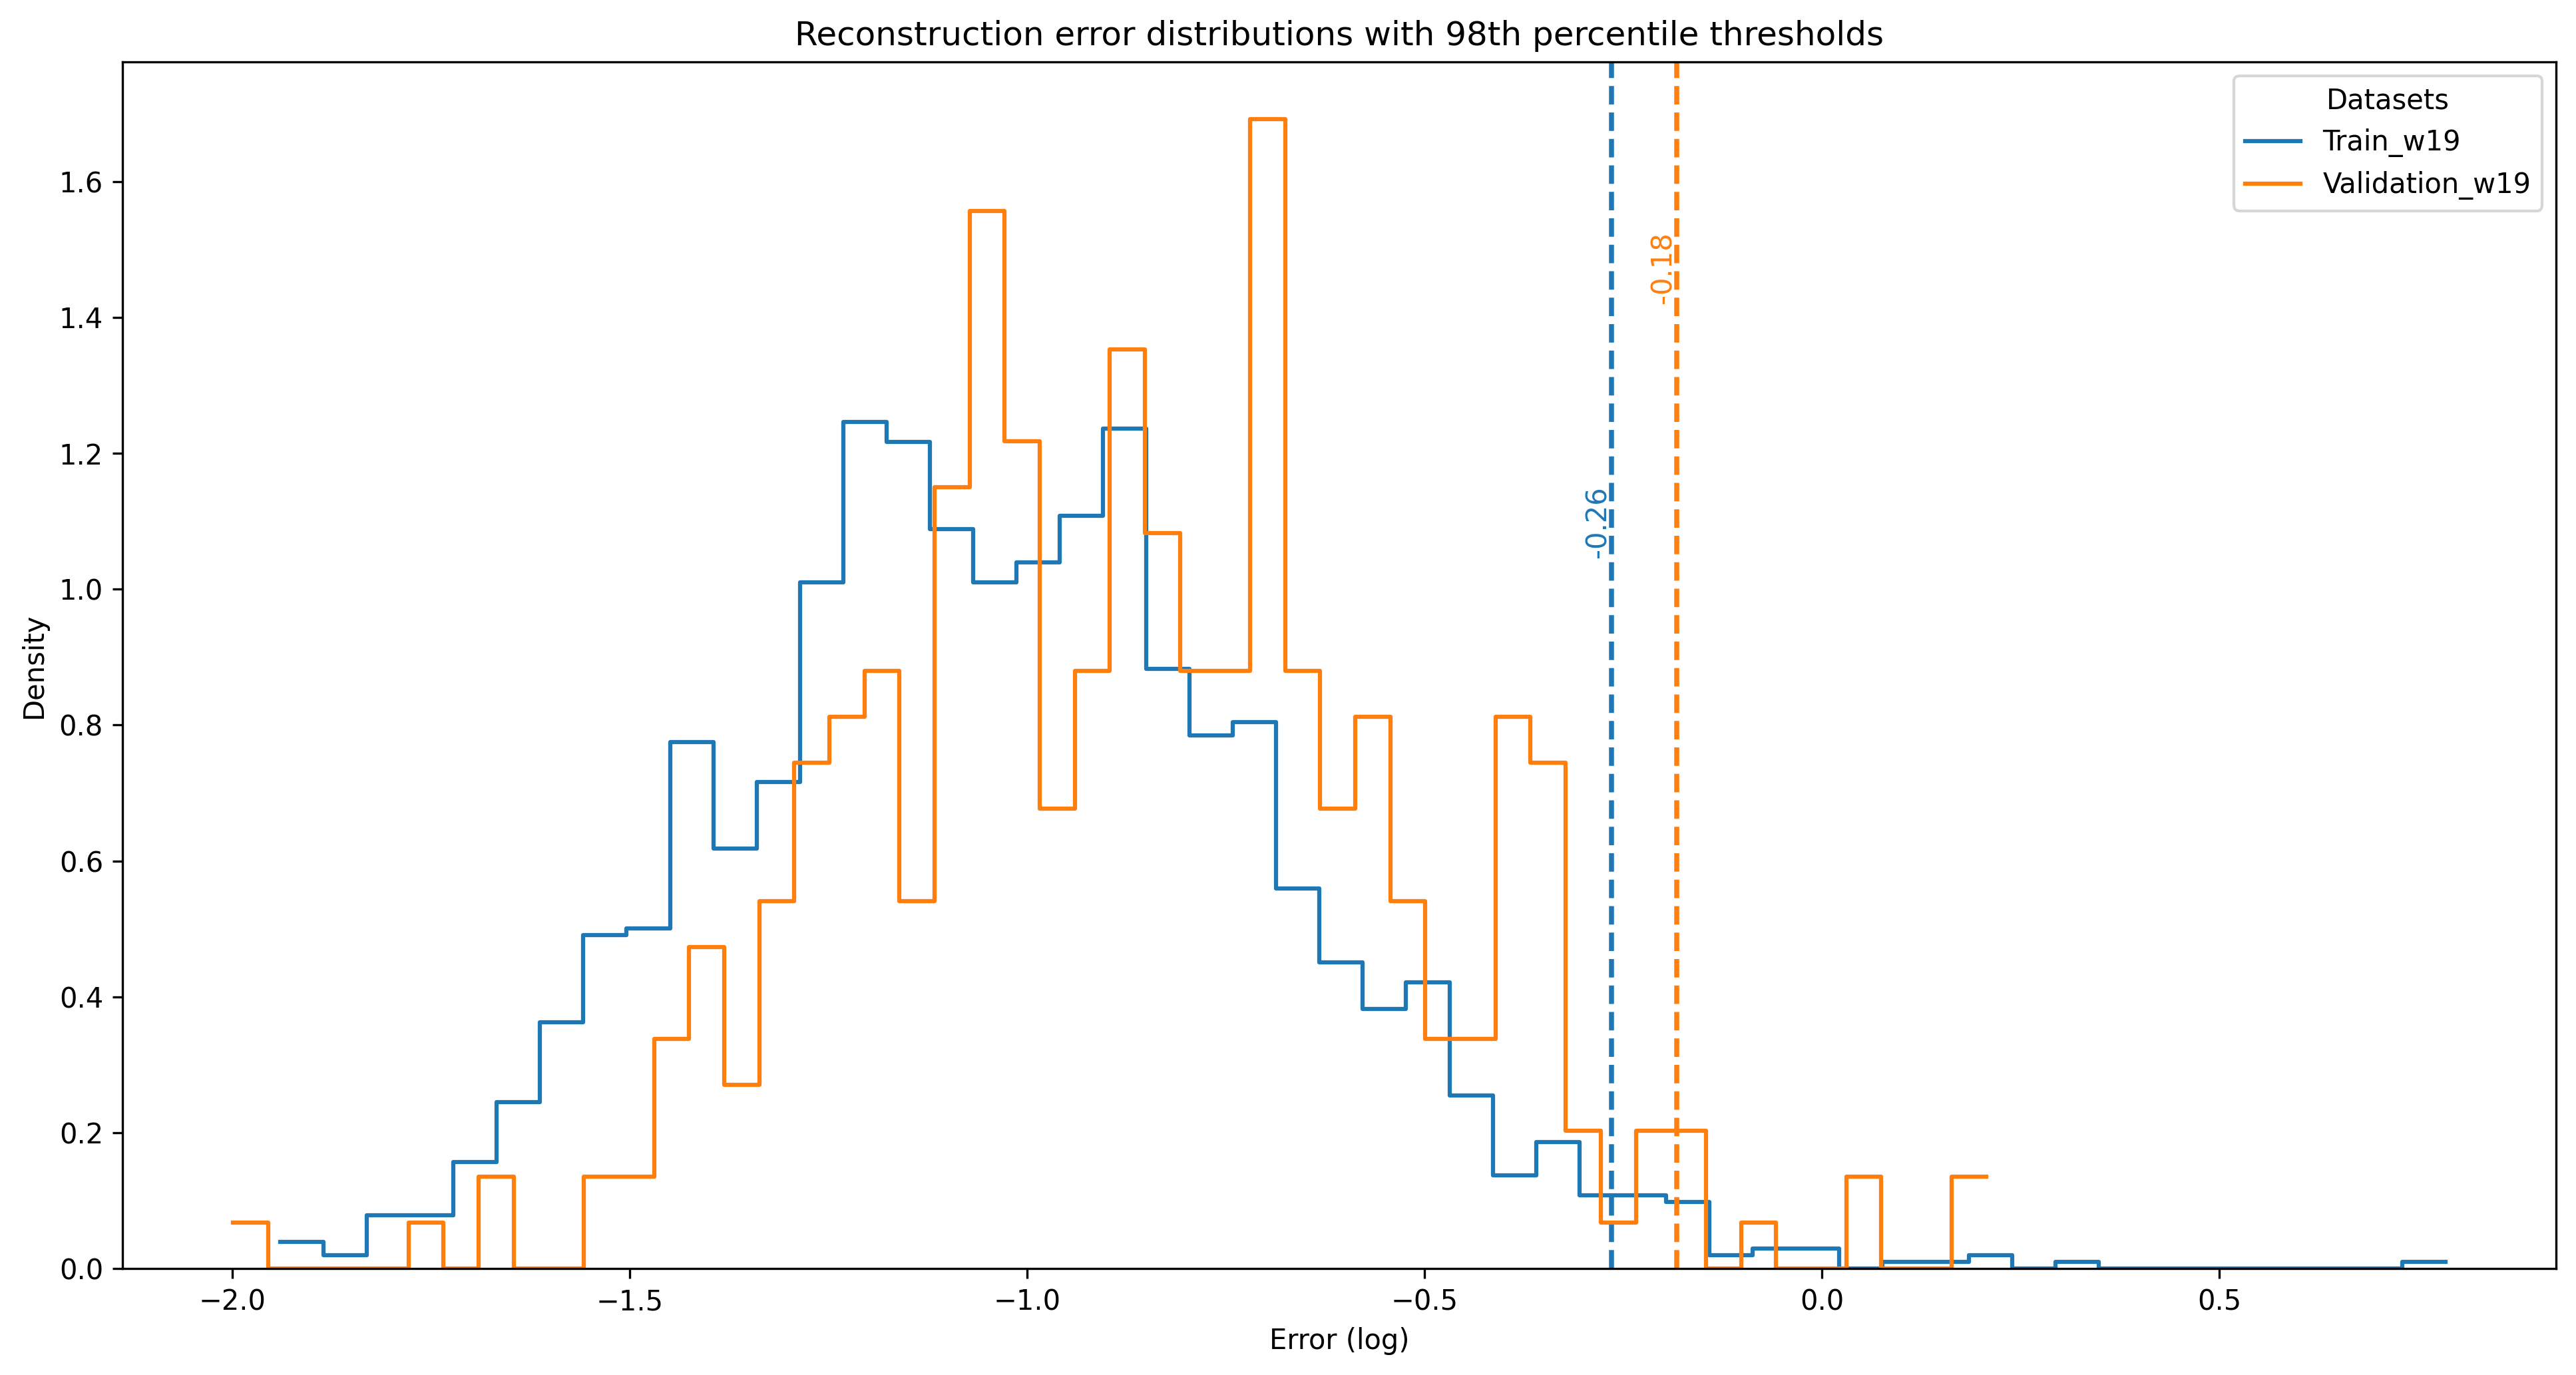 Reconstruction error distributions with 98th percentile thresholds
Datasets
Train_w19
Validation_w19
-0.18
-0.26
Density
1.6
1.4
1.2
1.0
0.8
0.6
0.4
0.2
0.0
−2.0
−1.5
−1.0
−0.5
0.0
0.5
Error (log)